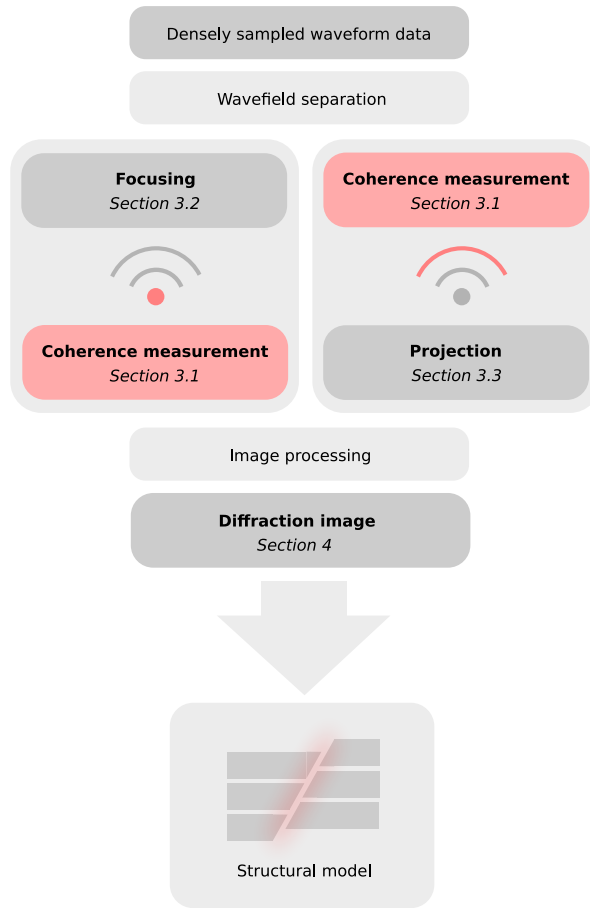 Densely sampled waveform data
Wavefield separation
Focusing
Section 3.2
Coherence measurement
Section 3.1
Coherence measurement
Section 3.1
Projection
Section 3.3
Image processing
Diffraction image
Section 4
Structural model